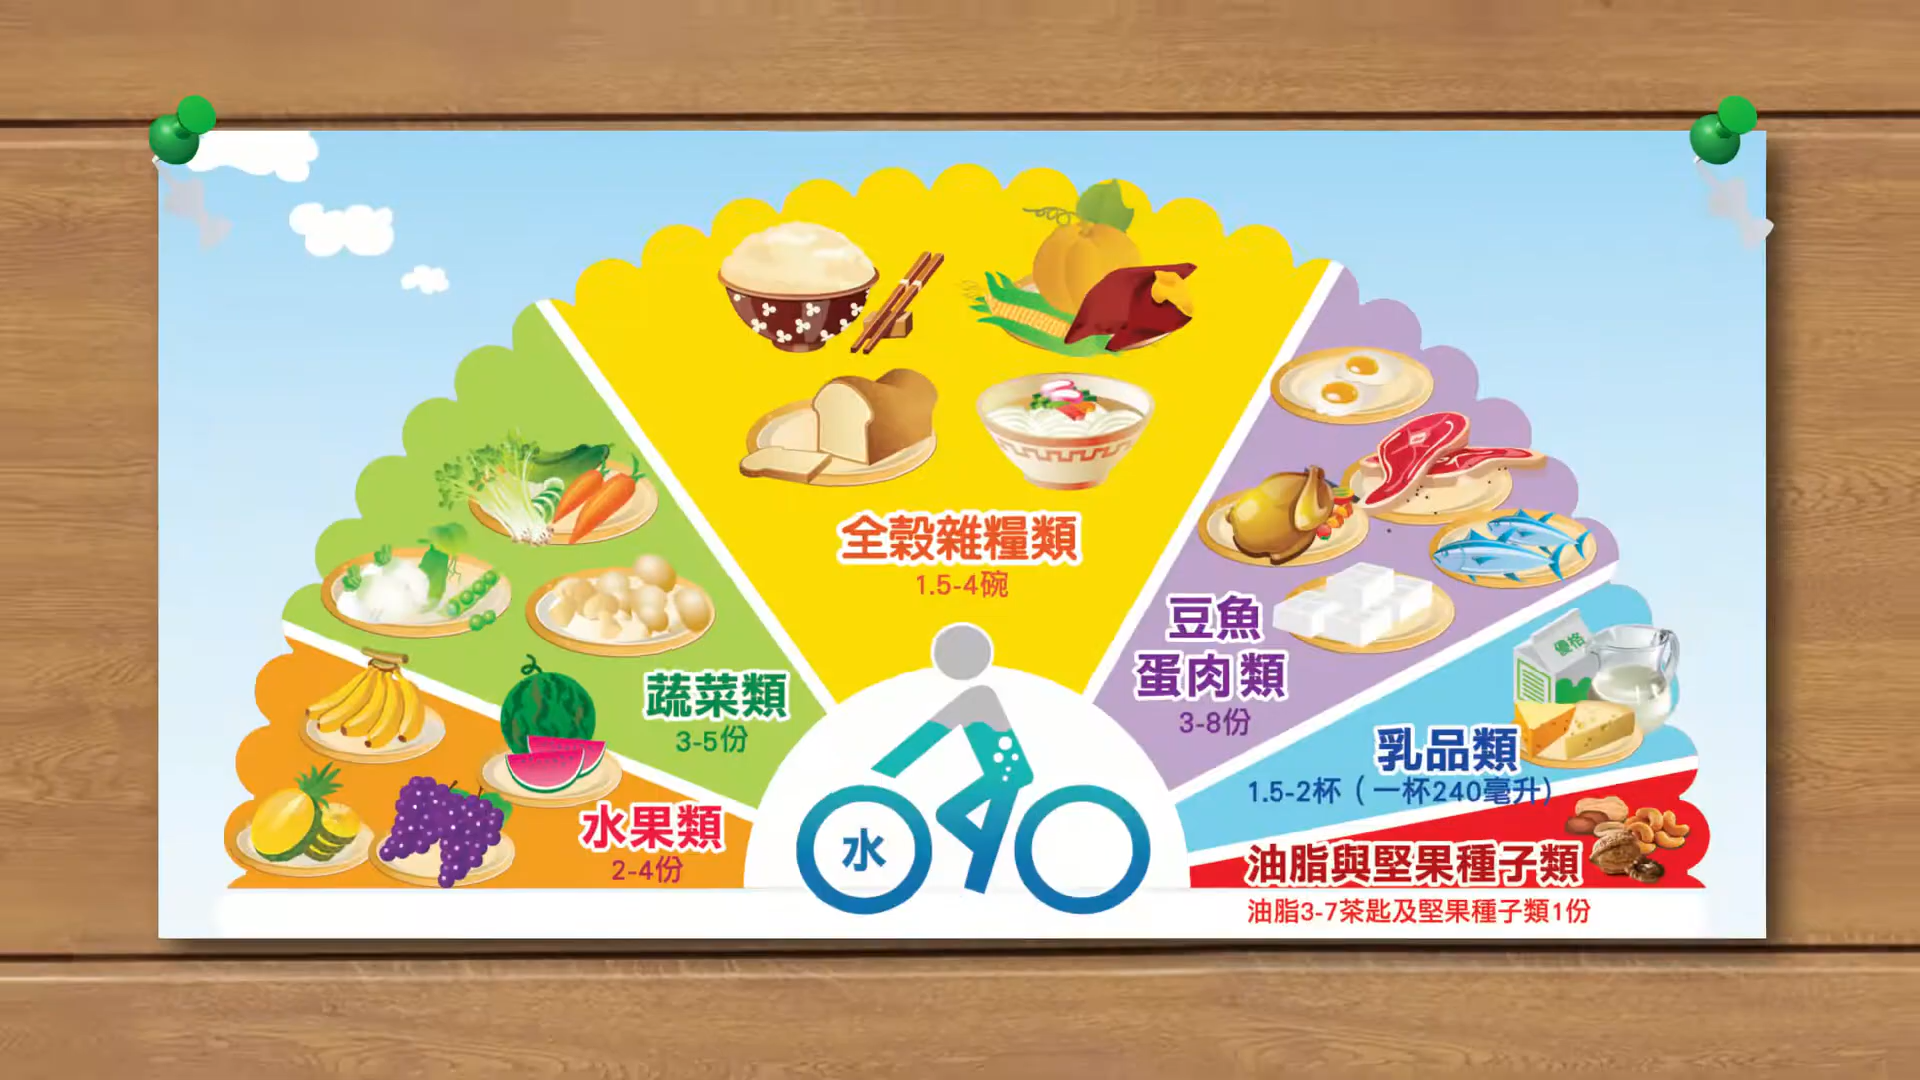 全穀雜糧類
1.5-4碗
豆魚
蛋肉類
3-8份
蔬菜類
3-5份
優格
乳品類
1.5-2杯（一杯240毫升）
水果類
2-4份
水
油脂與堅果種子類
油脂3-7茶匙及堅果種子類1份